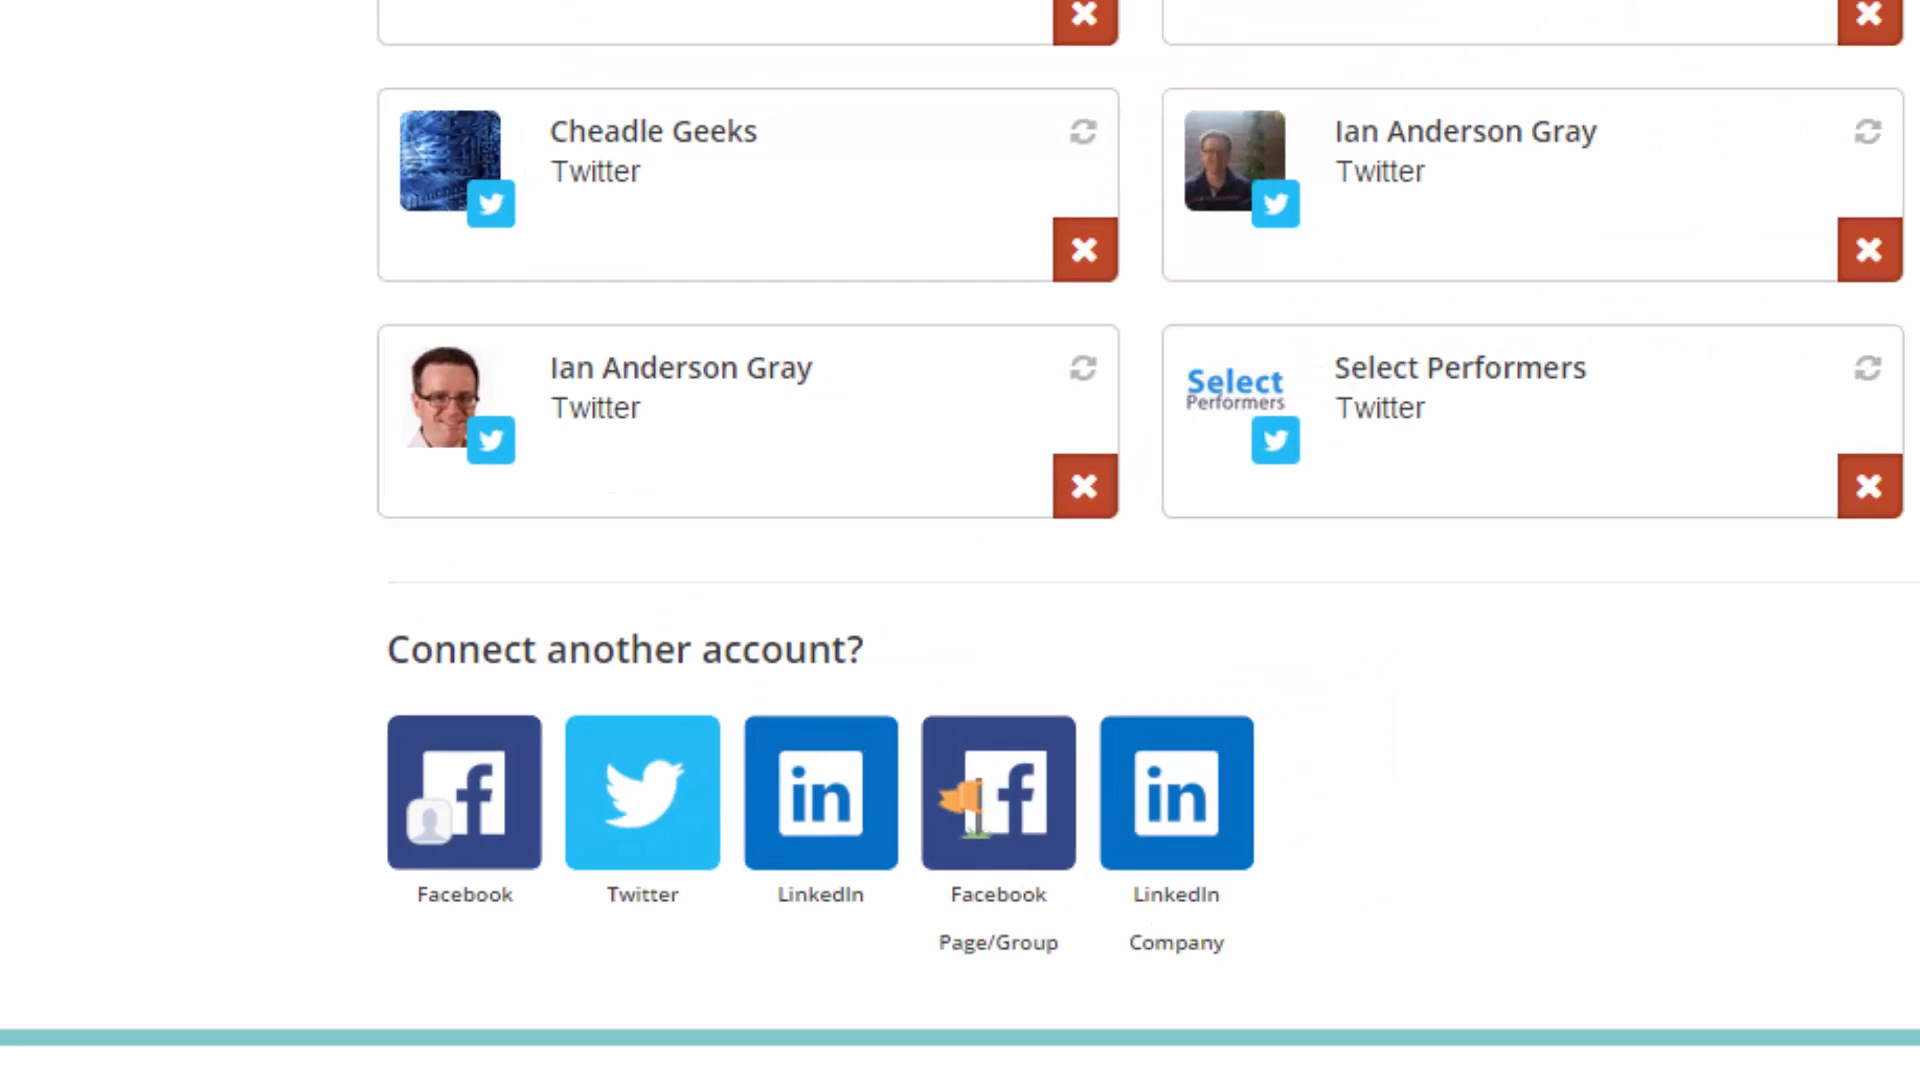 Cheadle Geeks
Twitter
Ian Anderson Gray
Twitter
Ian Anderson Gray
Twitter
Select
Performers
Select Performers
Twitter
Connect another account?
Facebook
Twitter
LinkedIn
Facebook
Page/Group
LinkedIn
Company